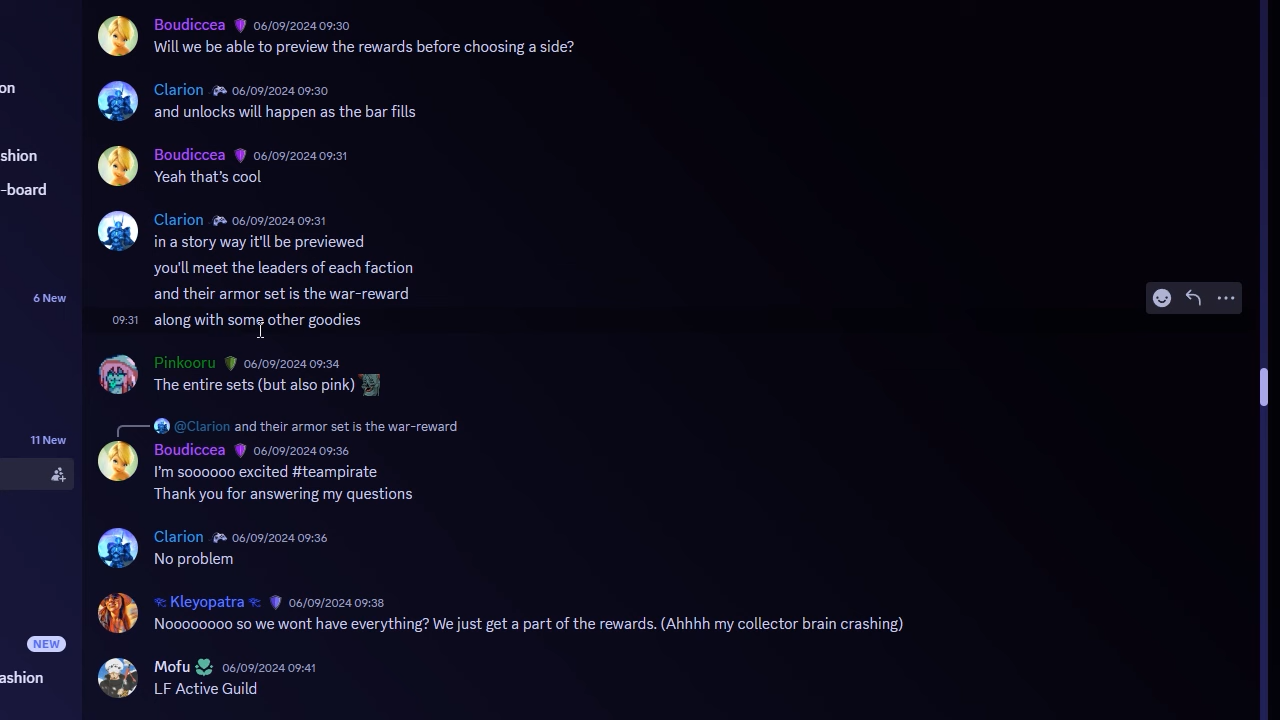 Boudiccea 06/09/2024 09:30
Will we be able to preview the rewards before choosing a side?
on
Clarion 06/09/2024 09:30
and unlocks will happen as the bar fills
shion
Boudiccea 06/09/2024 09:31
Yeah that's cool
-board
Clarion 06/09/2024 09:31
in a story way it'll be previewed
you'll meet the leaders of each faction
6 New
and their armor set is the war-reward
09:31 along with some other goodies
Pinkooru 06/09/2024 09:34
The entire sets (but also pink)
@Clarion and their armor set is the war-reward
11 New
Boudiccea 06/09/2024 09:36
I'm soooooo excited #teampirate
Thank you for answering my questions
Clarion 06/09/2024 09:36
No problem
Kleyopatra 06/09/2024 09:38
Noooooooo so we wont have everything? We just get a part of the rewards. (Ahhhh my collector brain crashing)
NEW
Mofu 06/09/2024 09:41
ashion
LF Active Guild